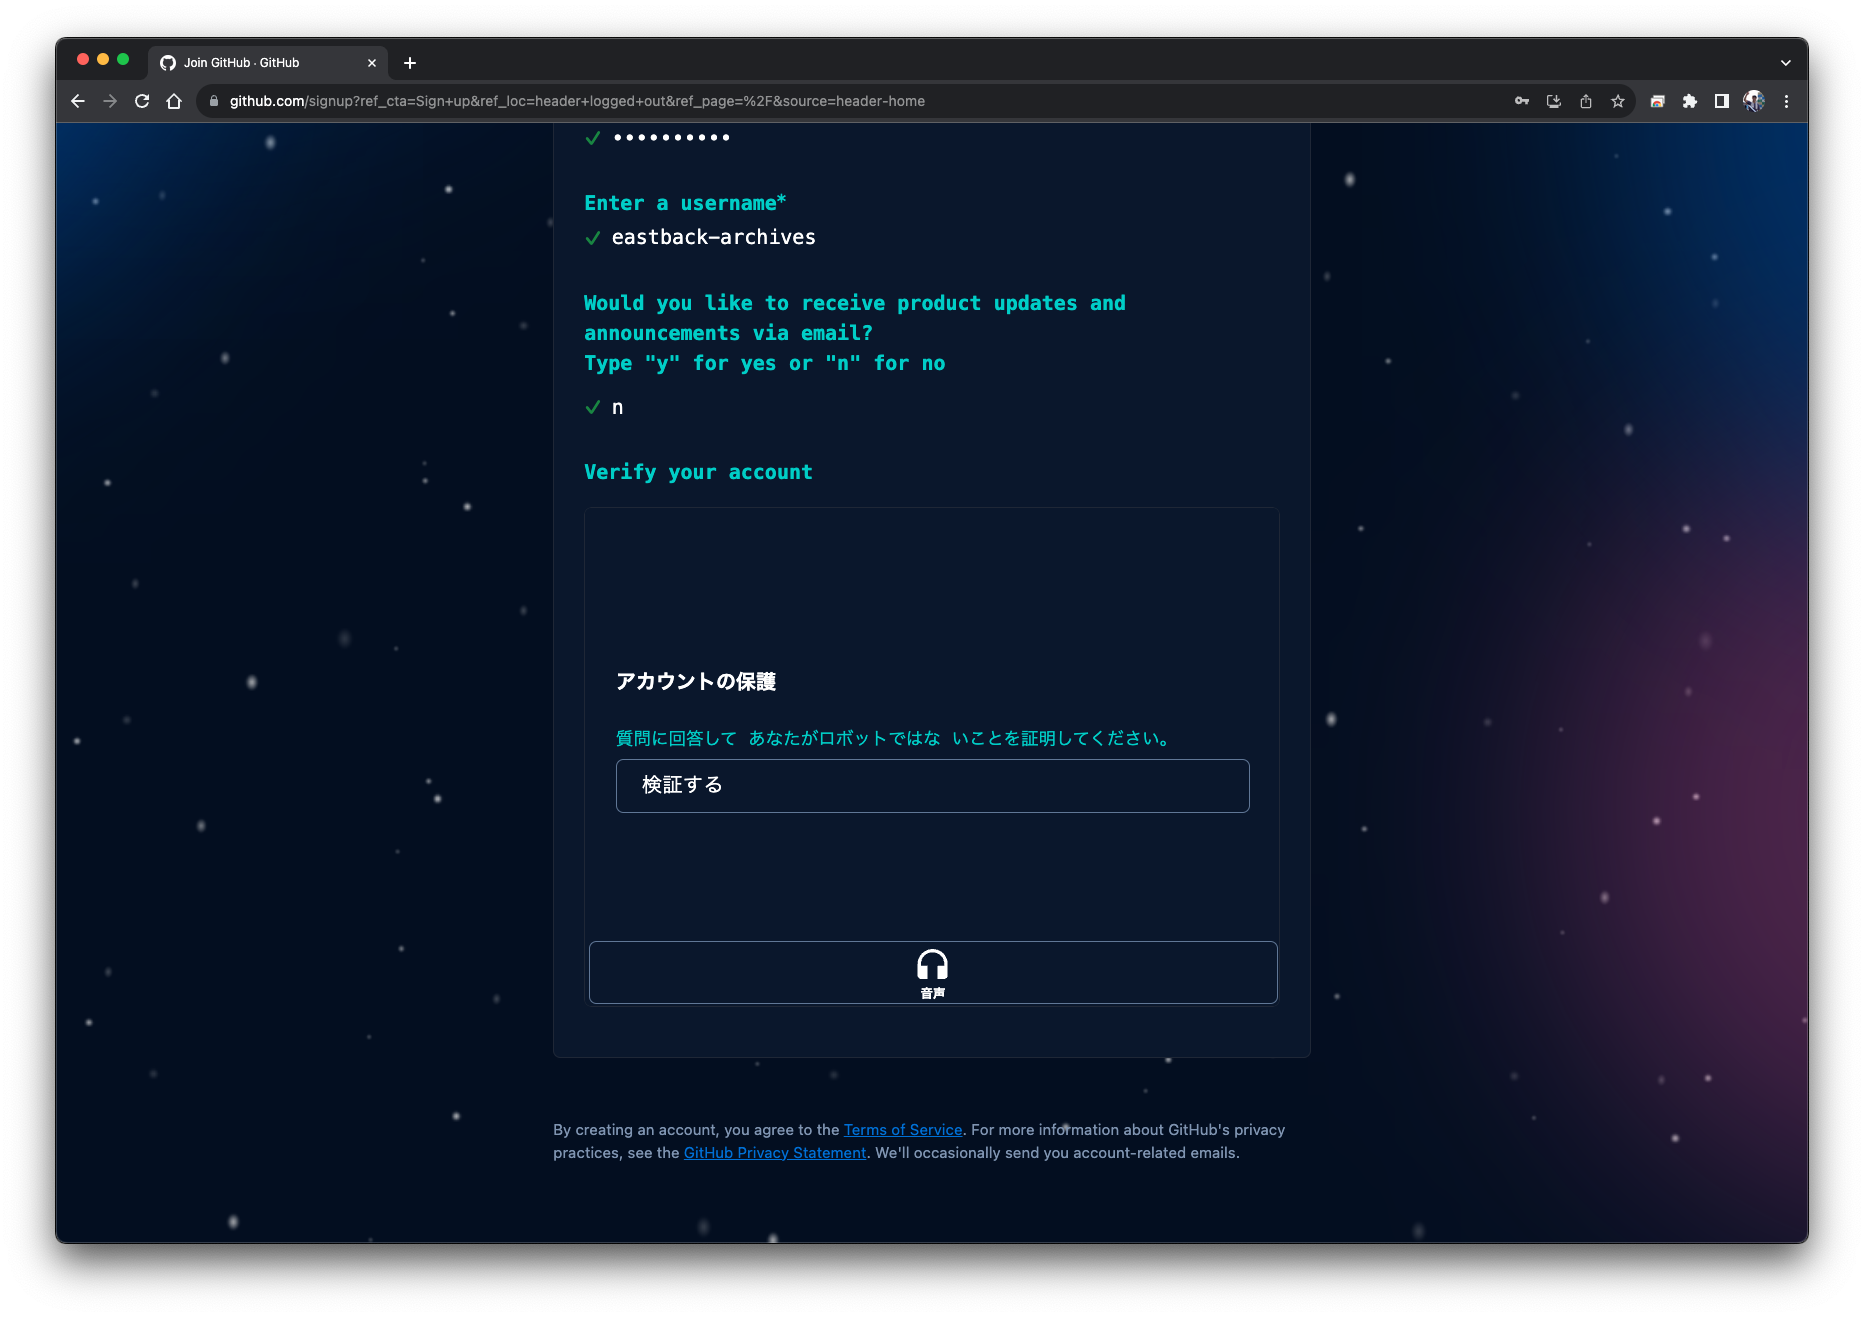 Join GitHub · GitHub
github.com/signup?ref_cta=Sign+up&ref_loc=header+logged+out&ref_page=%2F&source=header-home
••••••••••
Enter a username*
eastback-archives
Would you like to receive product updates and
announcements via email?
Type "y" for yes or "n" for no
n
Verify your account
アカウントの保護
質問に回答して あなたがロボットではな いことを証明してください。
検証する
音声
By creating an account, you agree to the Terms of Service. For more information about GitHub's privacy
practices, see the GitHub Privacy Statement. We'll occasionally send you account-related emails.